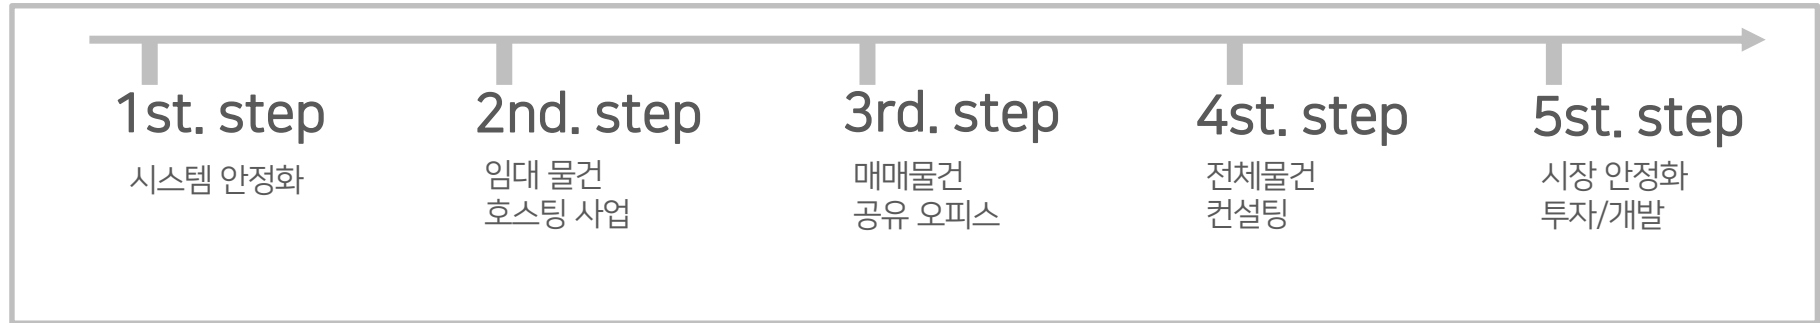 1st. step
시스템 안정화
2nd. step
임대 물건
호스팅 사업
3rd. step
매매물건
공유 오피스
4st. step
전체물건
컨설팅
5st. step
시장 안정화
투자/개발